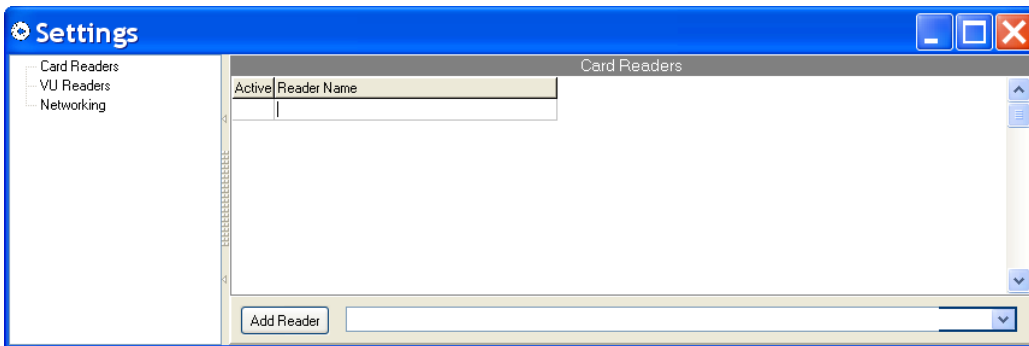 Settings
Card Readers
VU Readers
Networking
Card Readers
Active Reader Name
Add Reader